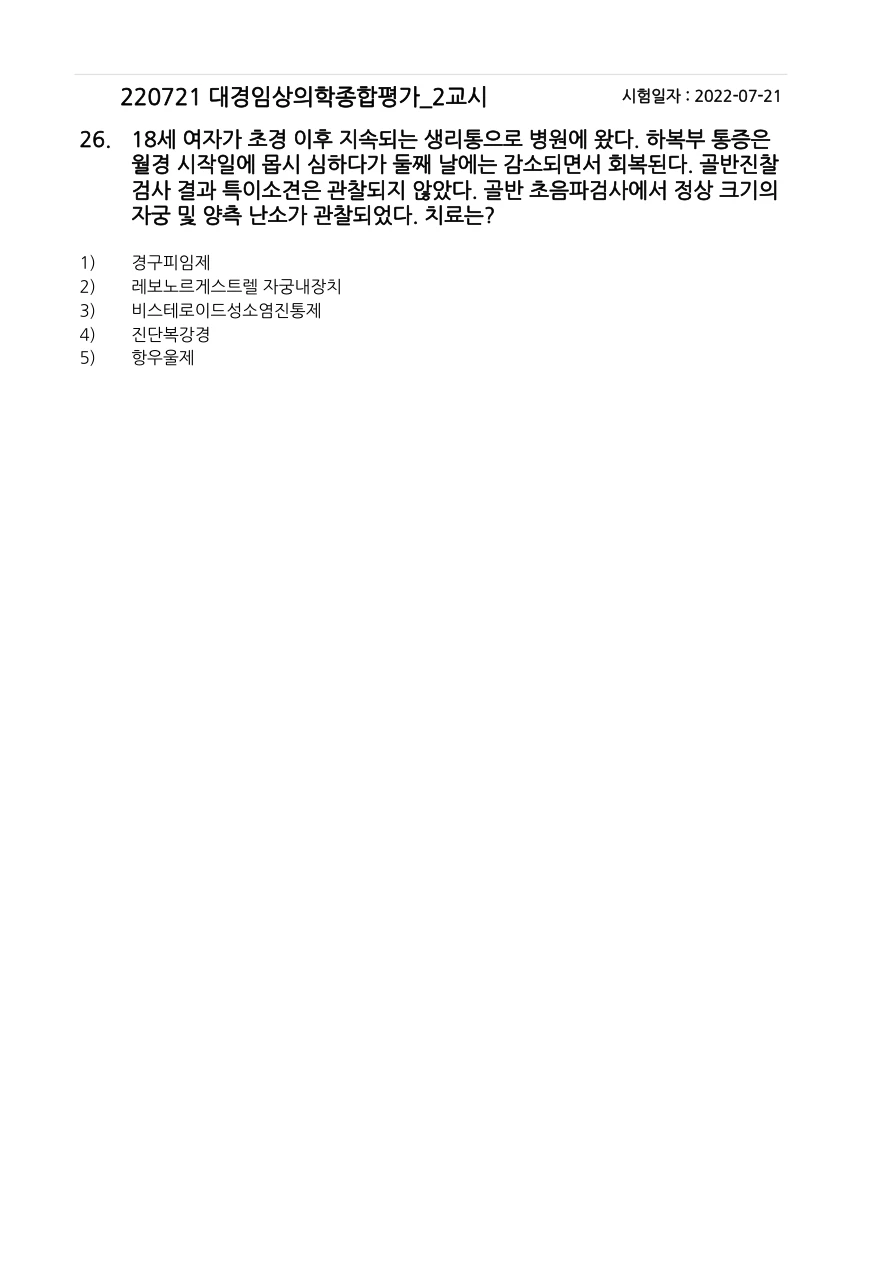 220721 대경임상의학종합평가_2교시
시험일자 : 2022-07-21
26. 18세 여자가 초경 이후 지속되는 생리통으로 병원에 왔다. 하복부 통증은
월경 시작일에 몹시 심하다가 둘째 날에는 감소되면서 회복된다. 골반진찰
검사 결과 특이소견은 관찰되지 않았다. 골반 초음파검사에서 정상 크기의
자궁 및 양측 난소가 관찰되었다. 치료는?
1) 경구피임제
2) 레보노르게스트렐 자궁내장치
3) 비스테로이드성소염진통제
4) 진단복강경
5) 항우울제